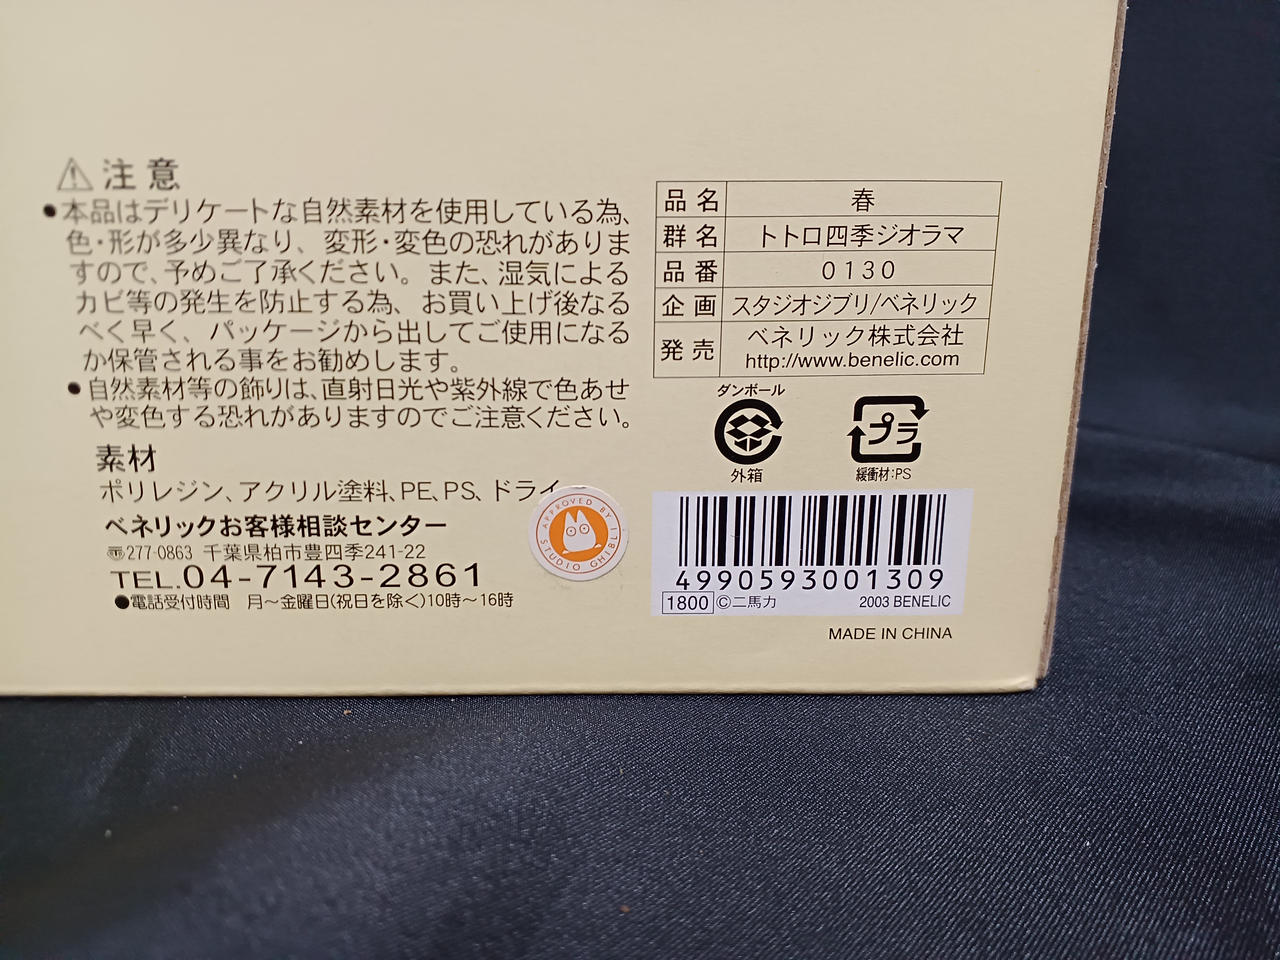 ⚠注意
●本品はデリケートな自然素材を使用している為、
色・形が多少異なり、変形・変色の恐れがありま
すので、予めご了承ください。また、湿気による
カビ等の発生を防止する為、お買い上げ後なる
べく早く、パッケージから出してご使用になる
か保管される事をお勧めします。
●自然素材等の飾りは、直射日光や紫外線で色あせ
や変色する恐れがありますのでご注意ください。
素材
ポリレジン、アクリル塗料、PE、PS、ドライ
ベネリックお客様相談センター
〠277-0863 千葉県柏市豊四季241-22
TEL.04-7143-2861
●電話受付時間 月～金曜日(祝日を除く)10時～16時
APPROVED BY
STUDIO GHIBLI
品名 春
群名 トトロ四季ジオラマ
品番 0130
企画 スタジオジブリ/ベネリック
発売 ベネリック株式会社
http://www.benelic.com
ダンボール
外箱
プラ
緩衝材:PS
4990593001309
1800 ©二馬力 2003 BENELIC
MADE IN CHINA